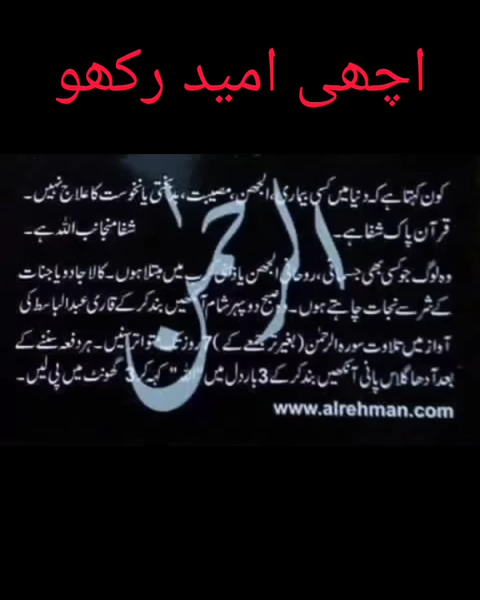 اچھی امید رکھو
کون کہتا ہے کہ دنیا میں کسی بیماری، الجھن، مصیبت، بدبختی یا نحوست کا علاج نہیں۔
قرآن پاک شفا ہے۔ شفا منجانب اللہ ہے۔
وہ لوگ جو کسی بھی جسمانی، روحانی الجھن یا ذہنی کرب میں مبتلا ہوں۔ کالا جادو یا جنات
کے شر سے نجات چاہتے ہوں۔ وہ صبح دوپہر شام آنکھیں بند کر کے قاری عبدالباسط کی
آواز میں تلاوت سورہ الرحمٰن (بغیر ترجمعے کے) 7 روز تک متواتر سنیں۔ ہر دفعہ سننے کے
بعد آدھا گلاس پانی آنکھیں بند کر کے 3 بار دل میں "اللہ" کہہ کر 3 گھونٹ میں پی لیں۔
www.alrehman.com
الرحمن